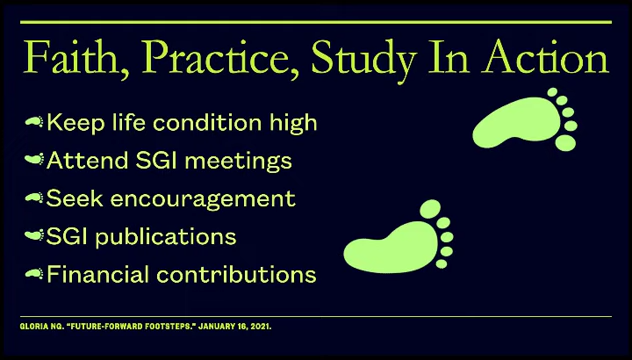 Faith, Practice, Study In Action
Keep life condition high
Attend SGI meetings
Seek encouragement
SGI publications
Financial contributions
GLORIA NG. "FUTURE-FORWARD FOOTSTEPS." JANUARY 16, 2021.